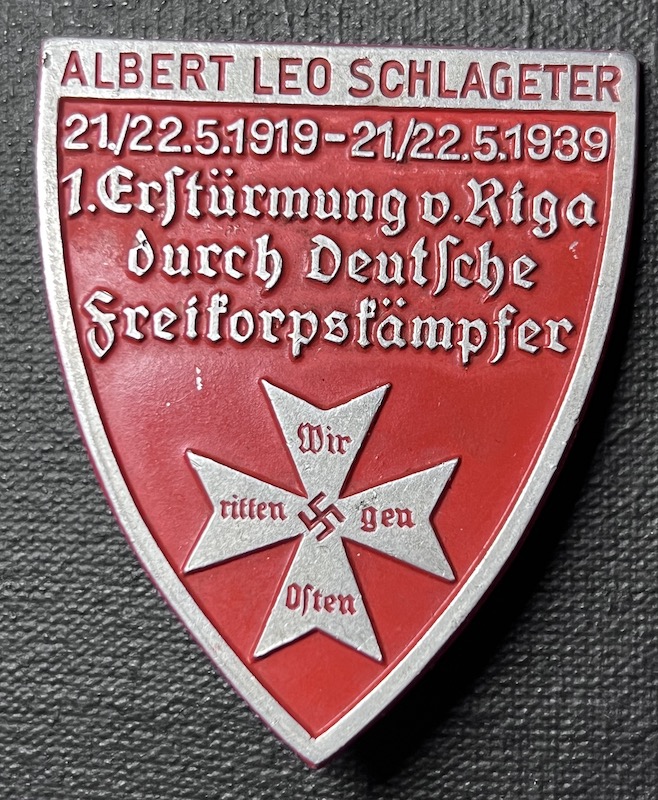 ALBERT LEO SCHLAGETER
21./22.5.1919-21./22.5.1939
1.Erſtürmung v.Riga
durch Deutſche
Freikorpskämpfer
Wir
ritten gen
Oſten